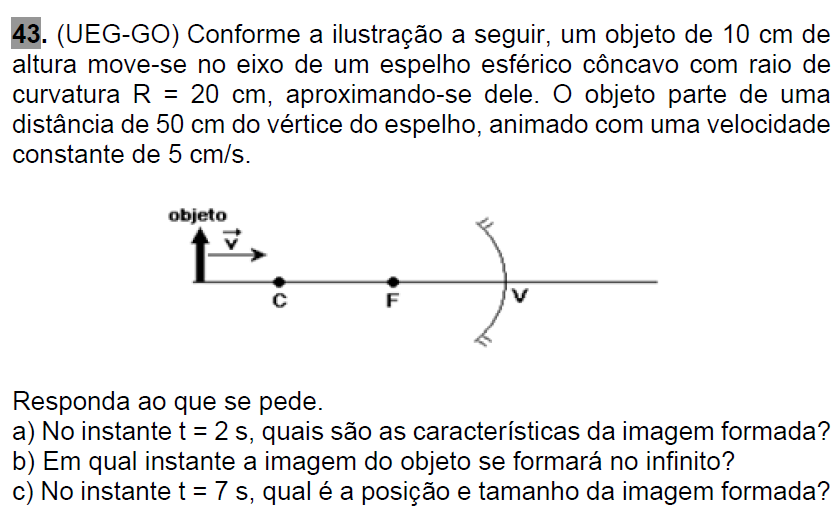 43. (UEG-GO) Conforme a ilustração a seguir, um objeto de 10 cm de
altura move-se no eixo de um espelho esférico côncavo com raio de
curvatura R = 20 cm, aproximando-se dele. O objeto parte de uma
distância de 50 cm do vértice do espelho, animado com uma velocidade
constante de 5 cm/s.
objeto
v
C F V
Responda ao que se pede.
a) No instante t = 2 s, quais são as características da imagem formada?
b) Em qual instante a imagem do objeto se formará no infinito?
c) No instante t = 7 s, qual é a posição e tamanho da imagem formada?